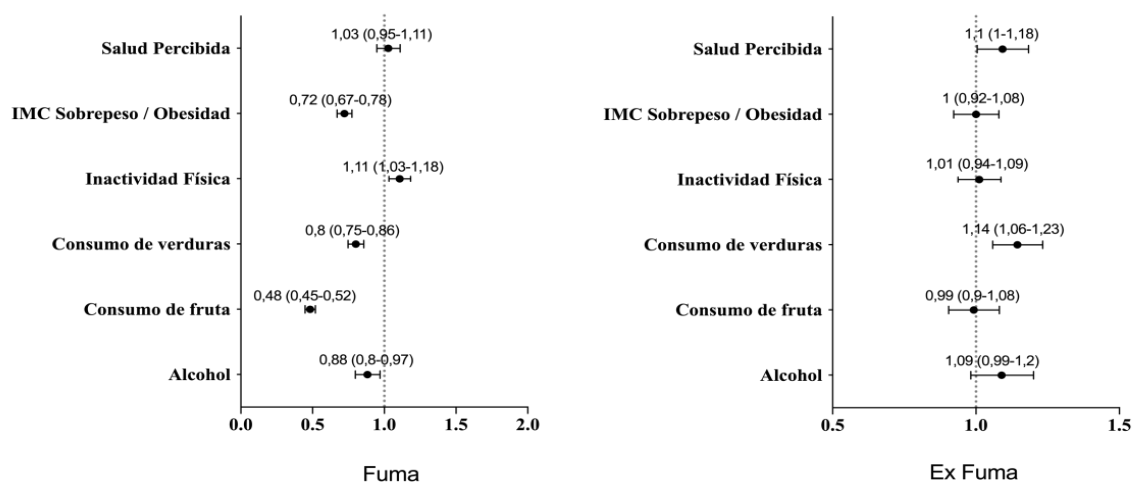 Salud Percibida
1,03 (0,95-1,11)
IMC Sobrepeso / Obesidad
0,72 (0,67-0,78)
Inactividad Física
1,11 (1,03-1,18)
Consumo de verduras
0,8 (0,75-0,86)
Consumo de fruta
0,48 (0,45-0,52)
Alcohol
0,88 (0,8-0,97)
0.0 0.5 1.0 1.5 2.0
Fuma
Salud Percibida
1,1 (1-1,18)
IMC Sobrepeso / Obesidad
1 (0,92-1,08)
Inactividad Física
1,01 (0,94-1,09)
Consumo de verduras
1,14 (1,06-1,23)
Consumo de fruta
0,99 (0,9-1,08)
Alcohol
1,09 (0,99-1,2)
0.5 1.0 1.5
Ex Fuma